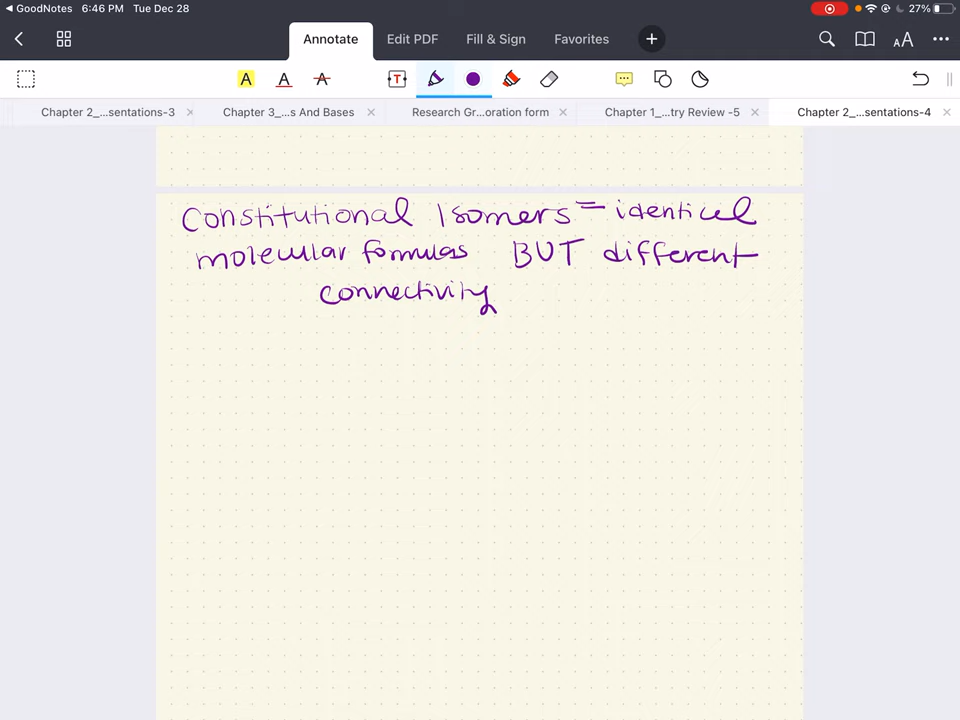 GoodNotes 6:46 PM Tue Dec 28 27%
Annotate Edit PDF Fill & Sign Favorites
A A A T AA
Chapter 2_...sentations-3 Chapter 3_...s And Bases Research Gr...oration form Chapter 1_...try Review -5 Chapter 2_...sentations-4
Constitutional Isomers = identical
molecular formulas BUT different
connectivity